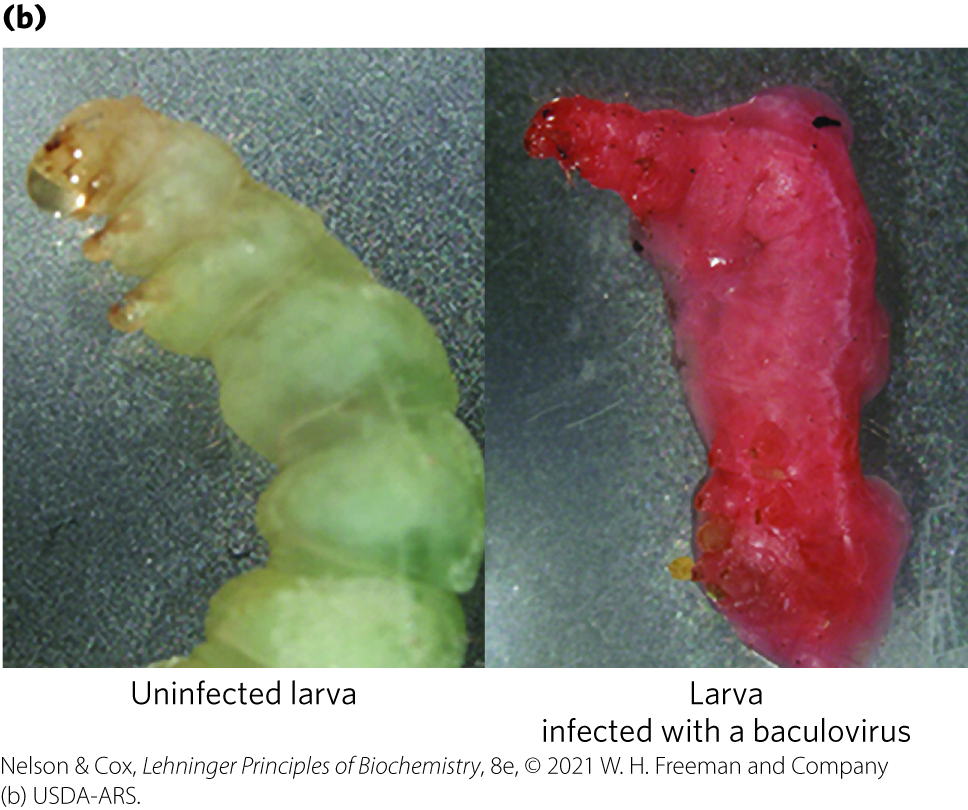 (b)
Uninfected larva
Larva
infected with a baculovirus
Nelson & Cox, Lehninger Principles of Biochemistry, 8e, © 2021 W. H. Freeman and Company
(b) USDA-ARS.